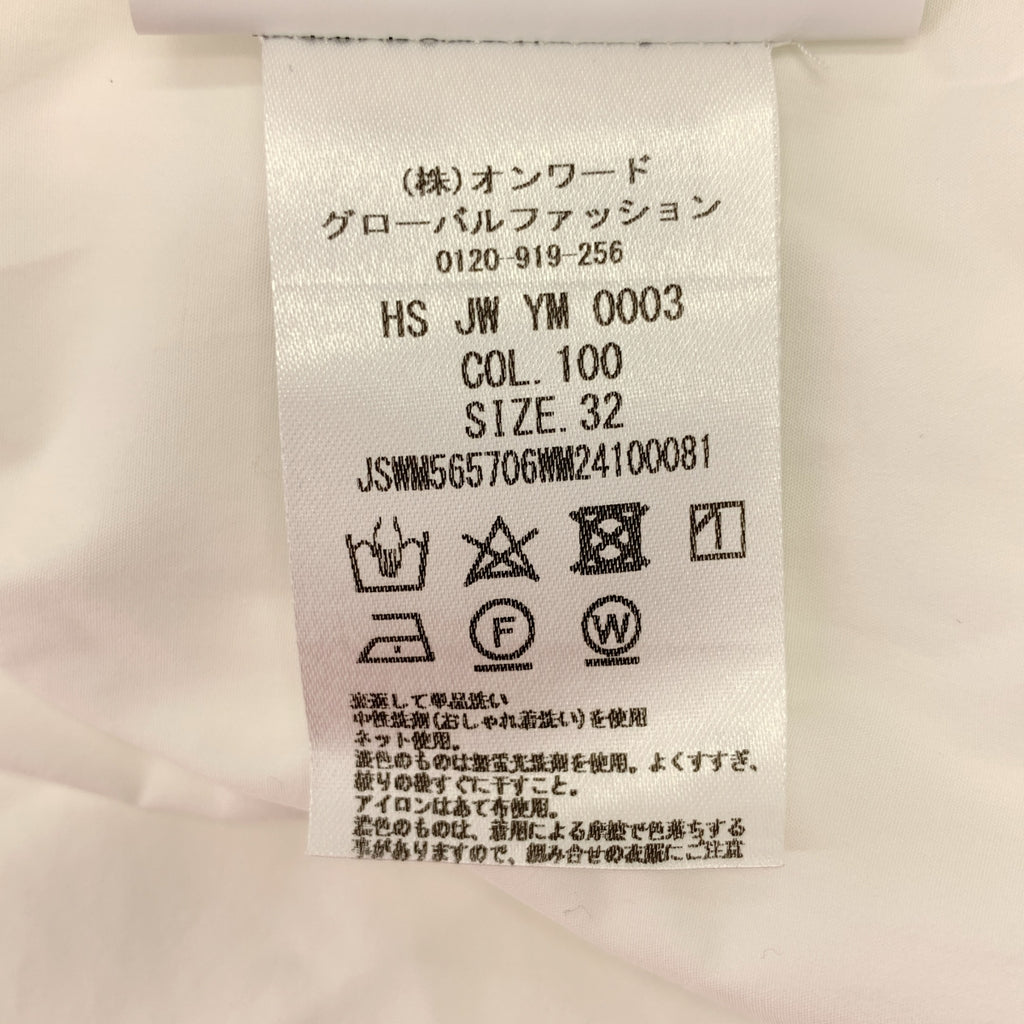 (株)オンワード
グローバルファッション
0120-919-256
HS JW YM 0003
COL. 100
SIZE. 32
JSWM565706WM24100081
F W
裏返して単品洗い
中性洗剤(おしゃれ着洗い)を使用
ネット使用。
淡色のものは無蛍光洗剤を使用。よくすすぎ、
絞りの後すぐに干すこと。
アイロンはあて布使用。
濃色のものは、着用による摩擦で色落ちする
事がありますので、組み合せの衣服にご注意